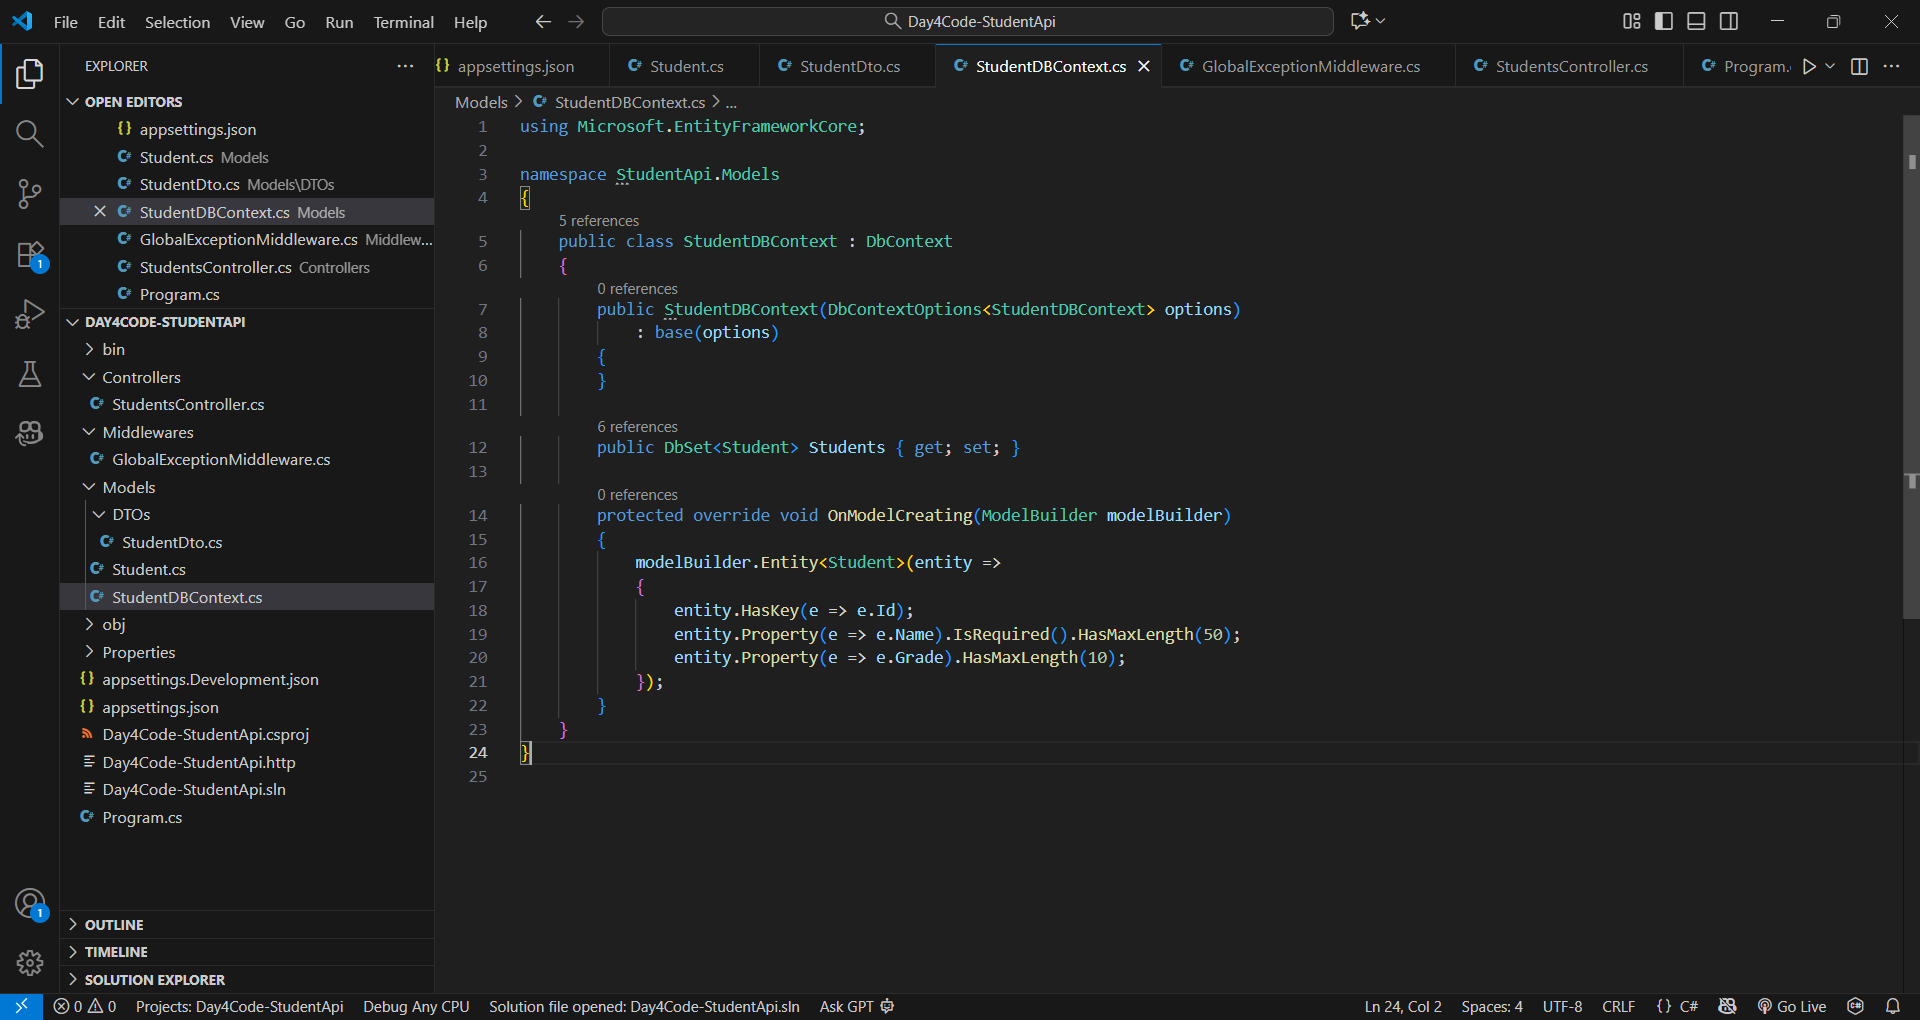 File Edit Selection View Go Run Terminal Help
Day4Code-StudentApi
EXPLORER
OPEN EDITORS
appsettings.json
Student.cs Models
StudentDto.cs Models\DTOs
StudentDBContext.cs Models
GlobalExceptionMiddleware.cs Middlew...
StudentsController.cs Controllers
Program.cs
DAY4CODE-STUDENTAPI
bin
Controllers
StudentsController.cs
Middlewares
GlobalExceptionMiddleware.cs
Models
DTOs
StudentDto.cs
Student.cs
StudentDBContext.cs
obj
Properties
appsettings.Development.json
appsettings.json
Day4Code-StudentApi.csproj
Day4Code-StudentApi.http
Day4Code-StudentApi.sln
Program.cs
OUTLINE
TIMELINE
SOLUTION EXPLORER
1
1
appsettings.json Student.cs StudentDto.cs StudentDBContext.cs GlobalExceptionMiddleware.cs StudentsController.cs Program.
Models > StudentDBContext.cs > ...
1 using Microsoft.EntityFrameworkCore;
2
3 namespace StudentApi.Models
4 {
5 references
5 public class StudentDBContext : DbContext
6 {
0 references
7 public StudentDBContext(DbContextOptions<StudentDBContext> options)
8 : base(options)
9 {
10 }
11
6 references
12 public DbSet<Student> Students { get; set; }
13
0 references
14 protected override void OnModelCreating(ModelBuilder modelBuilder)
15 {
16 modelBuilder.Entity<Student>(entity =>
17 {
18 entity.HasKey(e => e.Id);
19 entity.Property(e => e.Name).IsRequired().HasMaxLength(50);
20 entity.Property(e => e.Grade).HasMaxLength(10);
21 });
22 }
23 }
24 }
25
0 0 Projects: Day4Code-StudentApi Debug Any CPU Solution file opened: Day4Code-StudentApi.sln Ask GPT Ln 24, Col 2 Spaces: 4 UTF-8 CRLF {} C# Go Live